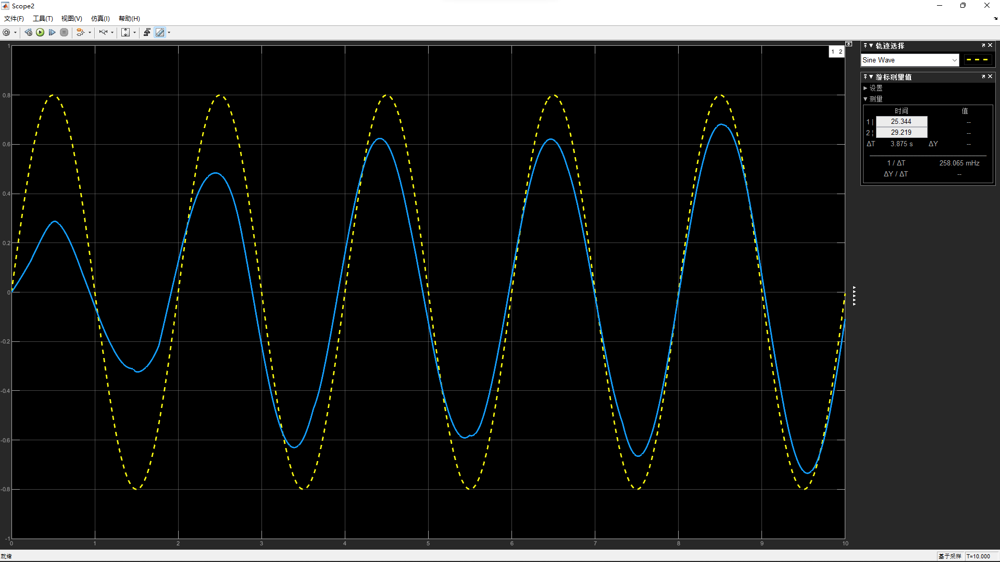 Scope2
文件(F) 工具(T) 视图(V) 仿真(I) 帮助(H)
1
0.8
0.6
0.4
0.2
0
-0.2
-0.4
-0.6
-0.8
-1
0 1 2 3 4 5 6 7 8 9 10
1 2
轨迹选择
Sine Wave
游标测量值
设置
测量
时间 值
1 | 25.344 --
2 ¦ 29.219 --
ΔT 3.875 s ΔY --
1 / ΔT 258.065 mHz
ΔY / ΔT --
就绪
基于采样 T=10.000